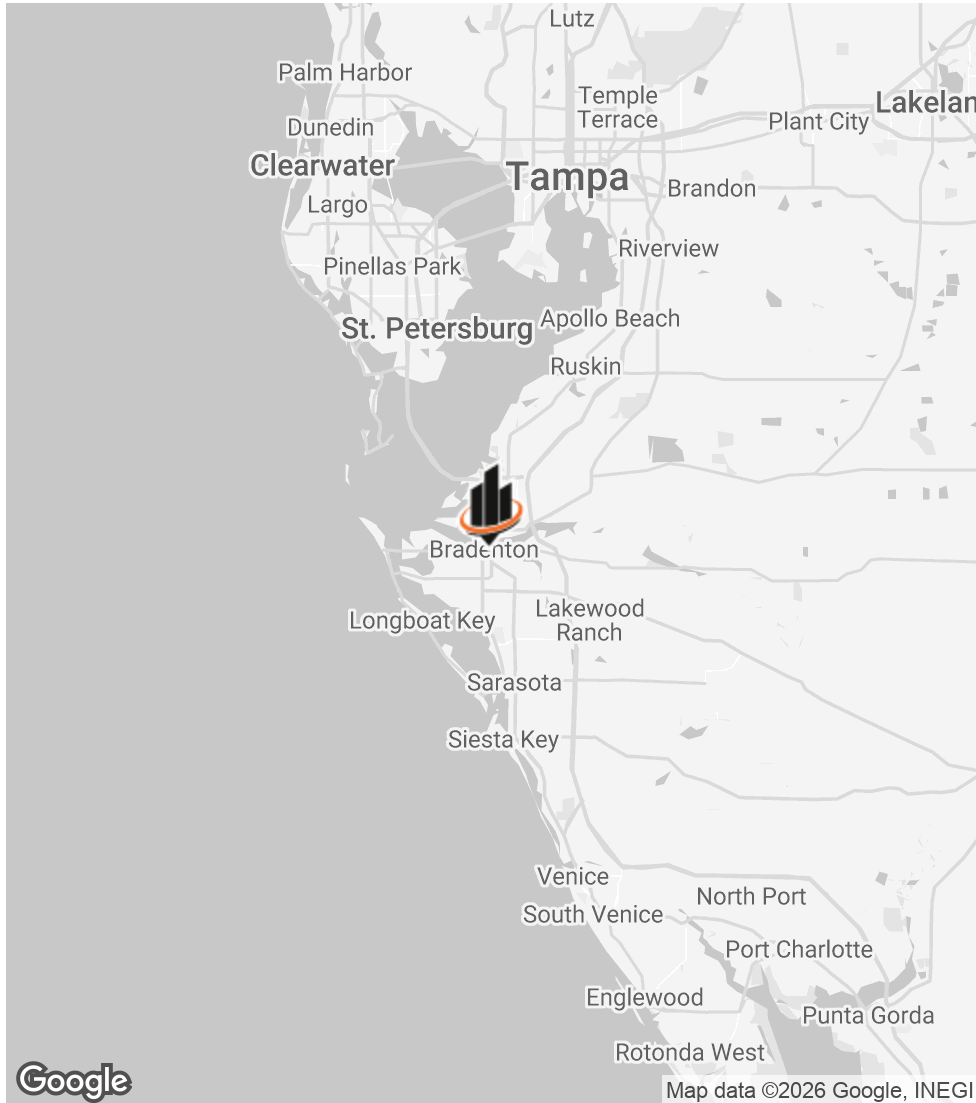 Lutz
Palm Harbor
Temple
Terrace
Lakelan
Plant City
Dunedin
Clearwater
Tampa
Brandon
Largo
Riverview
Pinellas Park
St. Petersburg
Apollo Beach
Ruskin
Bradenton
Lakewood
Ranch
Longboat Key
Sarasota
Siesta Key
Venice
North Port
South Venice
Port Charlotte
Englewood
Punta Gorda
Rotonda West
Google
Map data ©2026 Google, INEGI